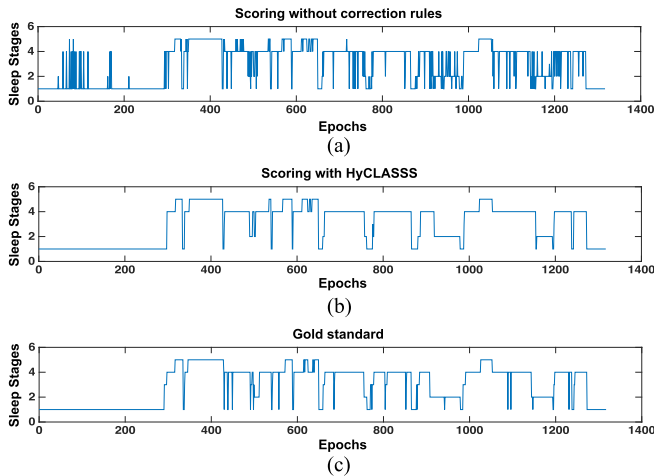 Scoring without correction rules
6
4
2
0
Sleep Stages
0 200 400 600 800 1000 1200 1400
Epochs
(a)
Scoring with HyCLASSS
6
4
2
0
Sleep Stages
0 200 400 600 800 1000 1200 1400
Epochs
(b)
Gold standard
6
4
2
0
Sleep Stages
0 200 400 600 800 1000 1200 1400
Epochs
(c)